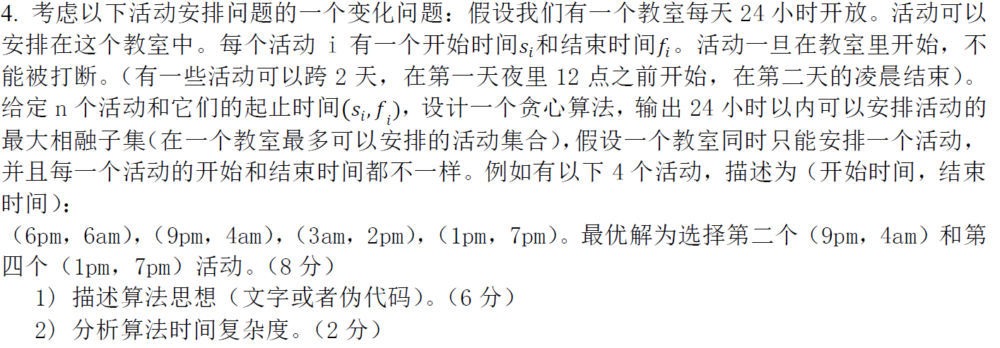 4. 考虑以下活动安排问题的一个变化问题：假设我们有一个教室每天 24 小时开放。活动可以
安排在这个教室中。每个活动 i 有一个开始时间sᵢ和结束时间fᵢ。活动一旦在教室里开始，不
能被打断。（有一些活动可以跨 2 天，在第一天夜里 12 点之前开始，在第二天的凌晨结束）。
给定 n 个活动和它们的起止时间(sᵢ, fᵢ)，设计一个贪心算法，输出 24 小时以内可以安排活动的
最大相融子集（在一个教室最多可以安排的活动集合），假设一个教室同时只能安排一个活动，
并且每一个活动的开始和结束时间都不一样。例如有以下 4 个活动，描述为（开始时间，结束
时间）：
（6pm，6am），（9pm，4am），（3am，2pm），（1pm，7pm）。最优解为选择第二个（9pm，4am）和第
四个（1pm，7pm）活动。（8 分）
1） 描述算法思想（文字或者伪代码）。（6 分）
2） 分析算法时间复杂度。（2 分）